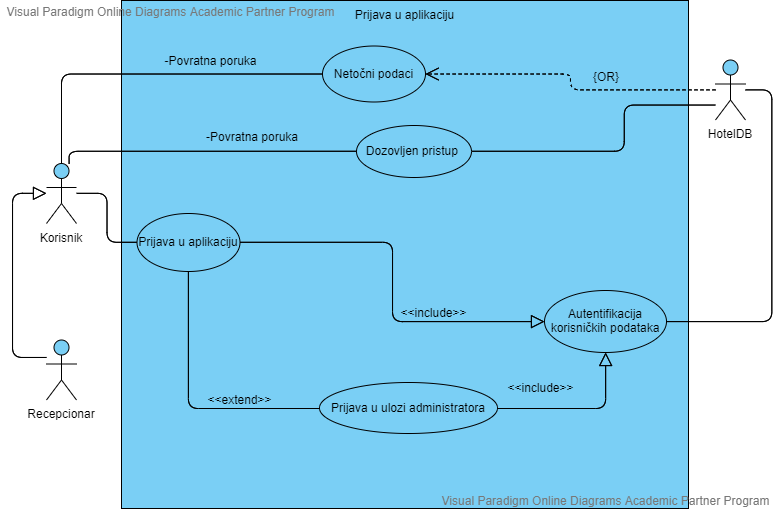 Visual Paradigm Online Diagrams Academic Partner Program
Prijava u aplikaciju
-Povratna poruka
Netočni podaci
{OR}
HotelDB
-Povratna poruka
Dozovljen pristup
Korisnik
Prijava u aplikaciju
<<include>>
Autentifikacija
korisničkih podataka
<<include>>
<<extend>>
Prijava u ulozi administratora
Recepcionar
Visual Paradigm Online Diagrams Academic Partner Program